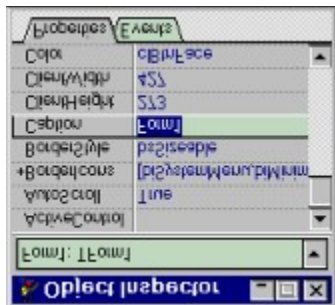 Object Inspector
Form1: TForm1
ActiveControl
AutoScroll True
+BorderIcons [biSystemMenu,biMinim
BorderStyle bsSizeable
Caption Form1
ClientHeight 273
ClientWidth 427
Color clBtnFace
Properties Events